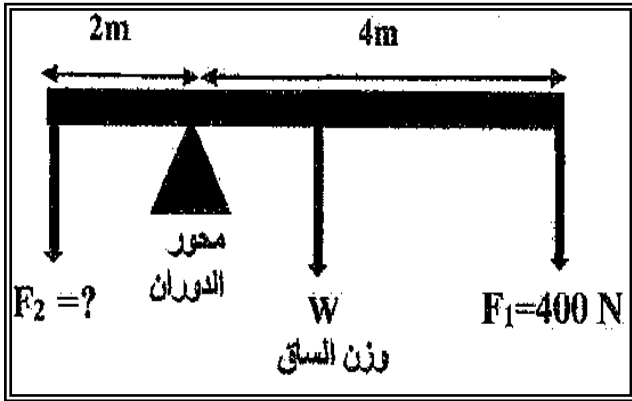 2m 4m
محور
الدوران
F₂ =?
W
وزن الساق
F₁=400 N